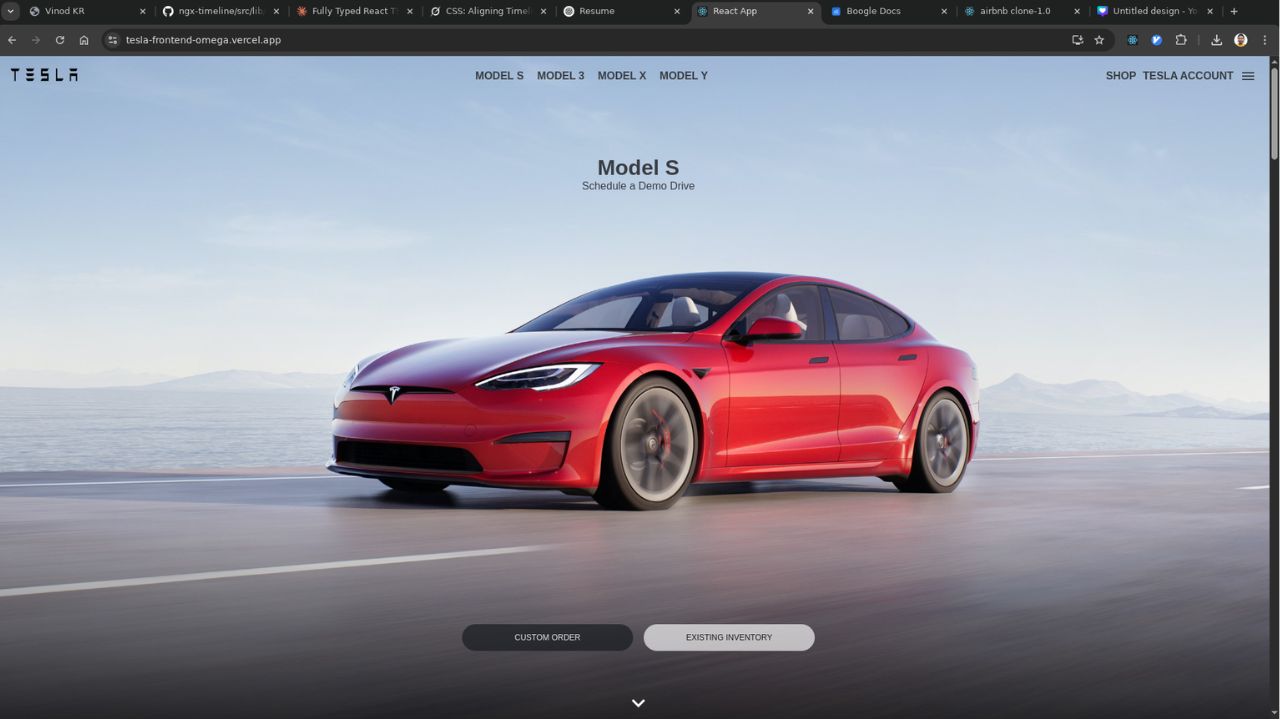 Vinod KR
ngx-timeline/src/lib
Fully Typed React T
CSS: Aligning Timel
Resume
React App
Boogle Docs
airbnb clone-1.0
Untitled design - Yo
tesla-frontend-omega.vercel.app
TESLA
MODEL S
MODEL 3
MODEL X
MODEL Y
SHOP
TESLA ACCOUNT
Model S
Schedule a Demo Drive
CUSTOM ORDER
EXISTING INVENTORY